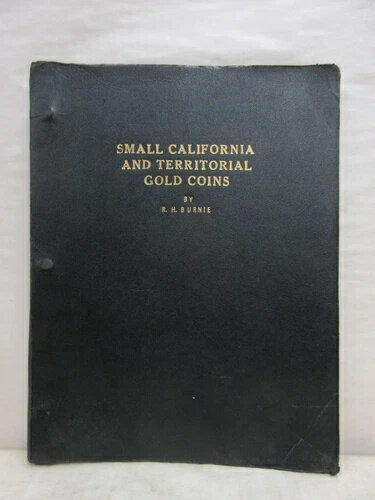 SMALL CALIFORNIA
AND TERRITORIAL
GOLD COINS
BY
R. H. BURNIE